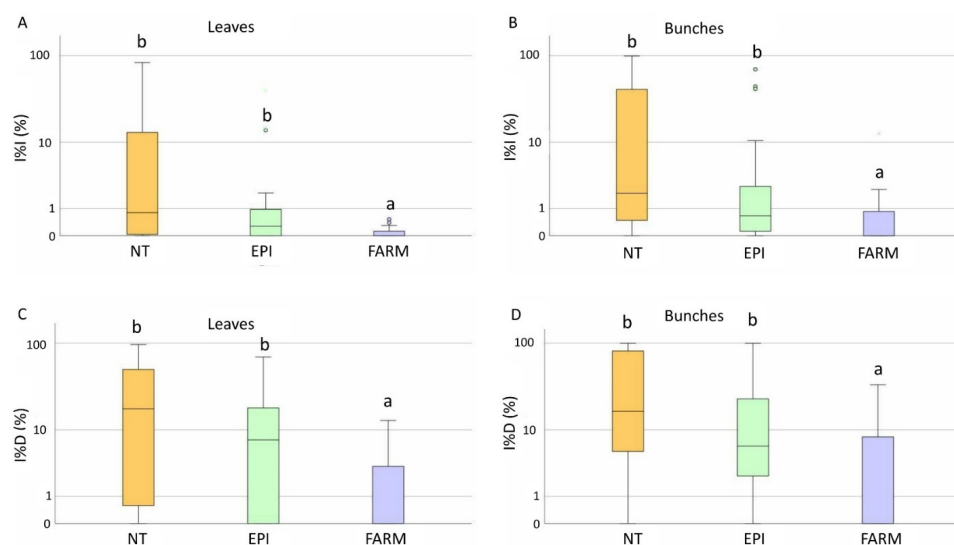 A
Leaves
b
b
a
100
10
1
0
I%I (%)
NT
EPI
FARM
B
Bunches
b
b
a
100
10
1
0
I%I (%)
NT
EPI
FARM
C
Leaves
b
b
a
100
10
1
0
I%D (%)
NT
EPI
FARM
D
Bunches
b
b
a
100
10
1
0
I%D (%)
NT
EPI
FARM